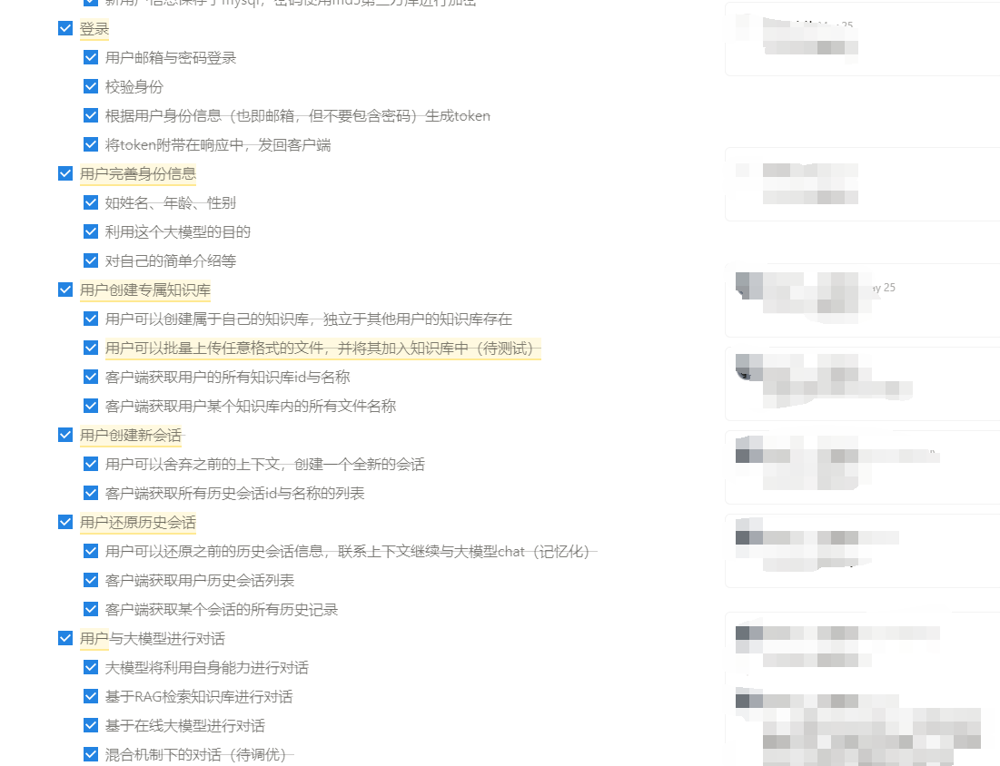 新用户信息保存于mysql，密码使用md5第三方库进行加密
登录
用户邮箱与密码登录
校验身份
根据用户身份信息（也即邮箱，但不要包含密码）生成token
将token附带在响应中，发回客户端
用户完善身份信息
如姓名、年龄、性别
利用这个大模型的目的
对自己的简单介绍等
用户创建专属知识库
ay 25
用户可以创建属于自己的知识库，独立于其他用户的知识库存在
用户可以批量上传任意格式的文件，并将其加入知识库中（待测试）
客户端获取用户的所有知识库id与名称
客户端获取用户某个知识库内的所有文件名称
用户创建新会话
用户可以舍弃之前的上下文，创建一个全新的会话
客户端获取所有历史会话id与名称的列表
用户还原历史会话
用户可以还原之前的历史会话信息，联系上下文继续与大模型chat（记忆化）
客户端获取用户历史会话列表
客户端获取某个会话的所有历史记录
用户与大模型进行对话
大模型将利用自身能力进行对话
基于RAG检索知识库进行对话
基于在线大模型进行对话
混合机制下的对话（待调优）